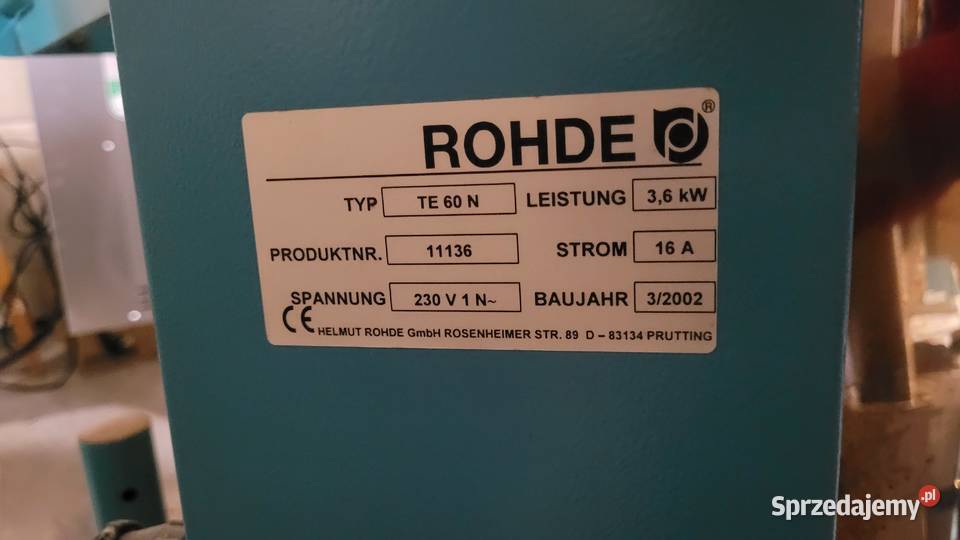 ROHDE ®
TYP TE 60 N LEISTUNG 3,6 kW
PRODUKTNR. 11136 STROM 16 A
SPANNUNG 230 V 1 N~ BAUJAHR 3/2002
CE HELMUT ROHDE GmbH ROSENHEIMER STR. 89 D – 83134 PRUTTING
Sprzedajemy.pl